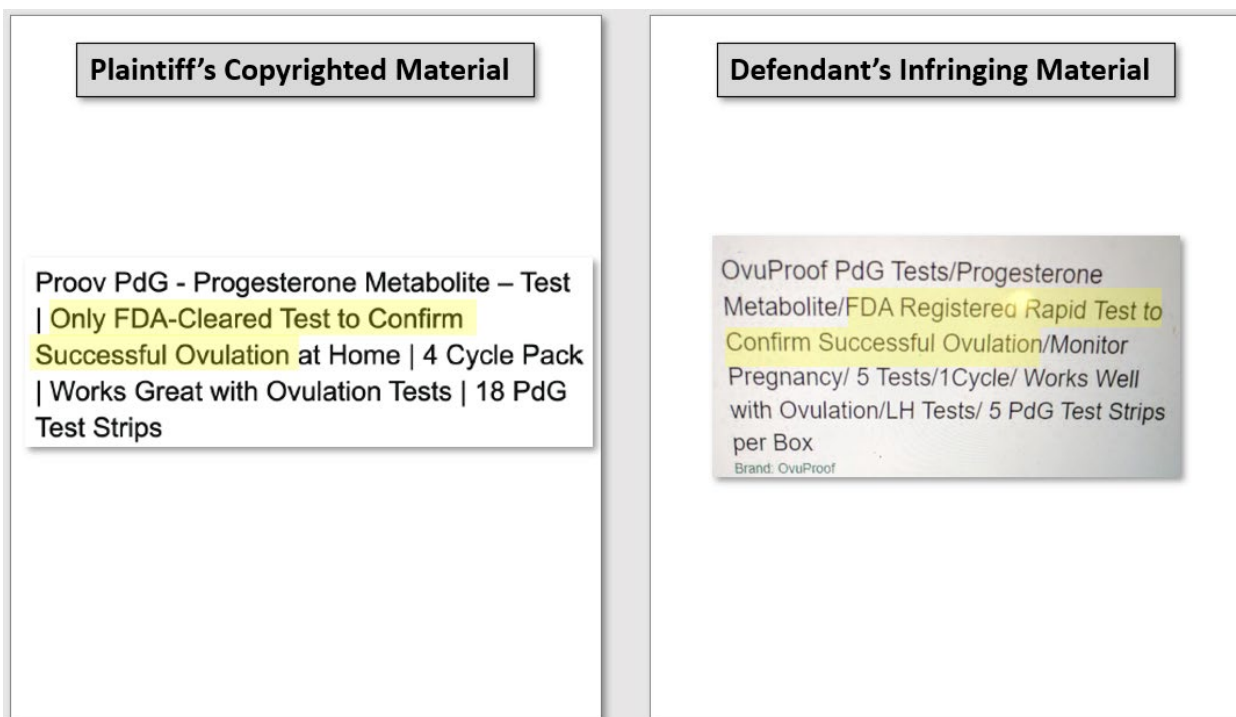 Plaintiff's Copyrighted Material
Proov PdG - Progesterone Metabolite – Test
| Only FDA-Cleared Test to Confirm
Successful Ovulation at Home | 4 Cycle Pack
| Works Great with Ovulation Tests | 18 PdG
Test Strips
Defendant's Infringing Material
OvuProof PdG Tests/Progesterone
Metabolite/FDA Registered Rapid Test to
Confirm Successful Ovulation/Monitor
Pregnancy/ 5 Tests/1Cycle/ Works Well
with Ovulation/LH Tests/ 5 PdG Test Strips
per Box
Brand: OvuProof